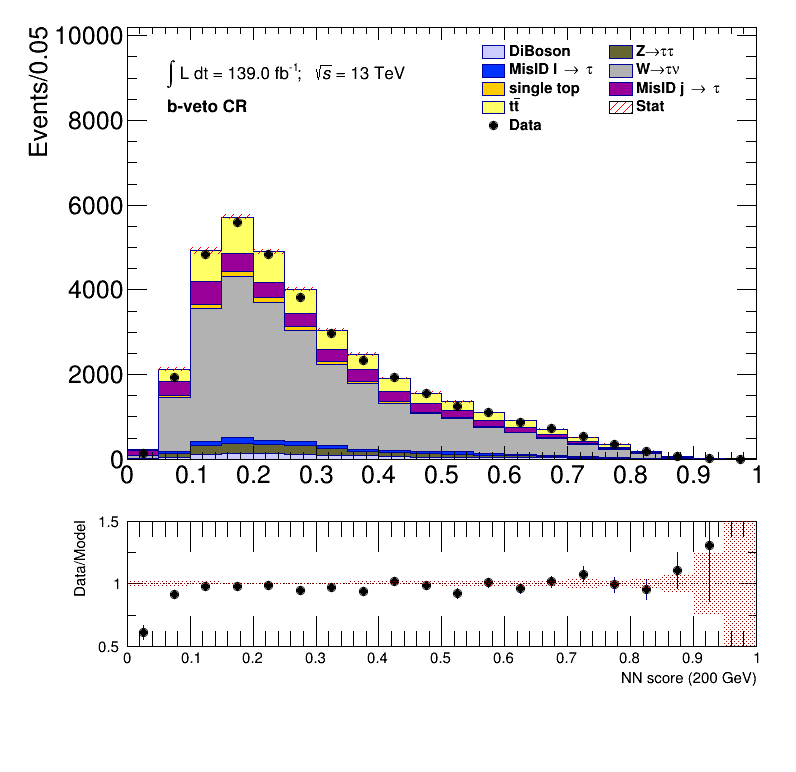 Events/0.05
10000
8000
6000
4000
2000
0
∫ L dt = 139.0 fb⁻¹; √s = 13 TeV
b-veto CR
DiBoson
MisID l → τ
single top
tt̄
Data
Z→ττ
W→τν
MisID j → τ
Stat
0 0.1 0.2 0.3 0.4 0.5 0.6 0.7 0.8 0.9 1
Data/Model
1.5
1
0.5
0 0.1 0.2 0.3 0.4 0.5 0.6 0.7 0.8 0.9 1
NN score (200 GeV)